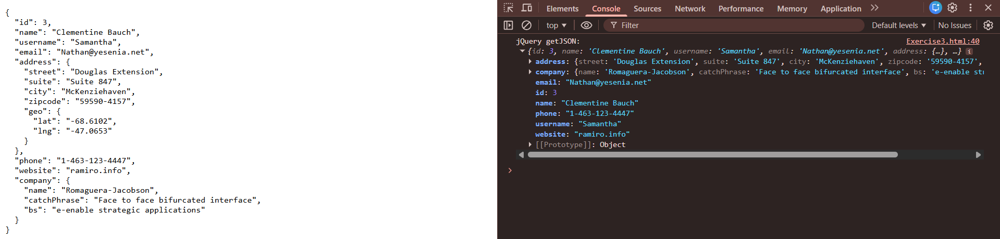 {
  "id": 3,
  "name": "Clementine Bauch",
  "username": "Samantha",
  "email": "Nathan@yesenia.net",
  "address": {
    "street": "Douglas Extension",
    "suite": "Suite 847",
    "city": "McKenziehaven",
    "zipcode": "59590-4157",
    "geo": {
      "lat": "-68.6102",
      "lng": "-47.0653"
    }
  },
  "phone": "1-463-123-4447",
  "website": "ramiro.info",
  "company": {
    "name": "Romaguera-Jacobson",
    "catchPhrase": "Face to face bifurcated interface",
    "bs": "e-enable strategic applications"
  }
}
Elements Console Sources Network Performance Memory Application
top Filter Default levels No Issues
jQuery getJSON: Exercise3.html:40
{id: 3, name: 'Clementine Bauch', username: 'Samantha', email: 'Nathan@yesenia.net', address: {…}, …} i
address: {street: 'Douglas Extension', suite: 'Suite 847', city: 'McKenziehaven', zipcode: '59590-4157',
company: {name: 'Romaguera-Jacobson', catchPhrase: 'Face to face bifurcated interface', bs: 'e-enable str
email: "Nathan@yesenia.net"
id: 3
name: "Clementine Bauch"
phone: "1-463-123-4447"
username: "Samantha"
website: "ramiro.info"
[[Prototype]]: Object